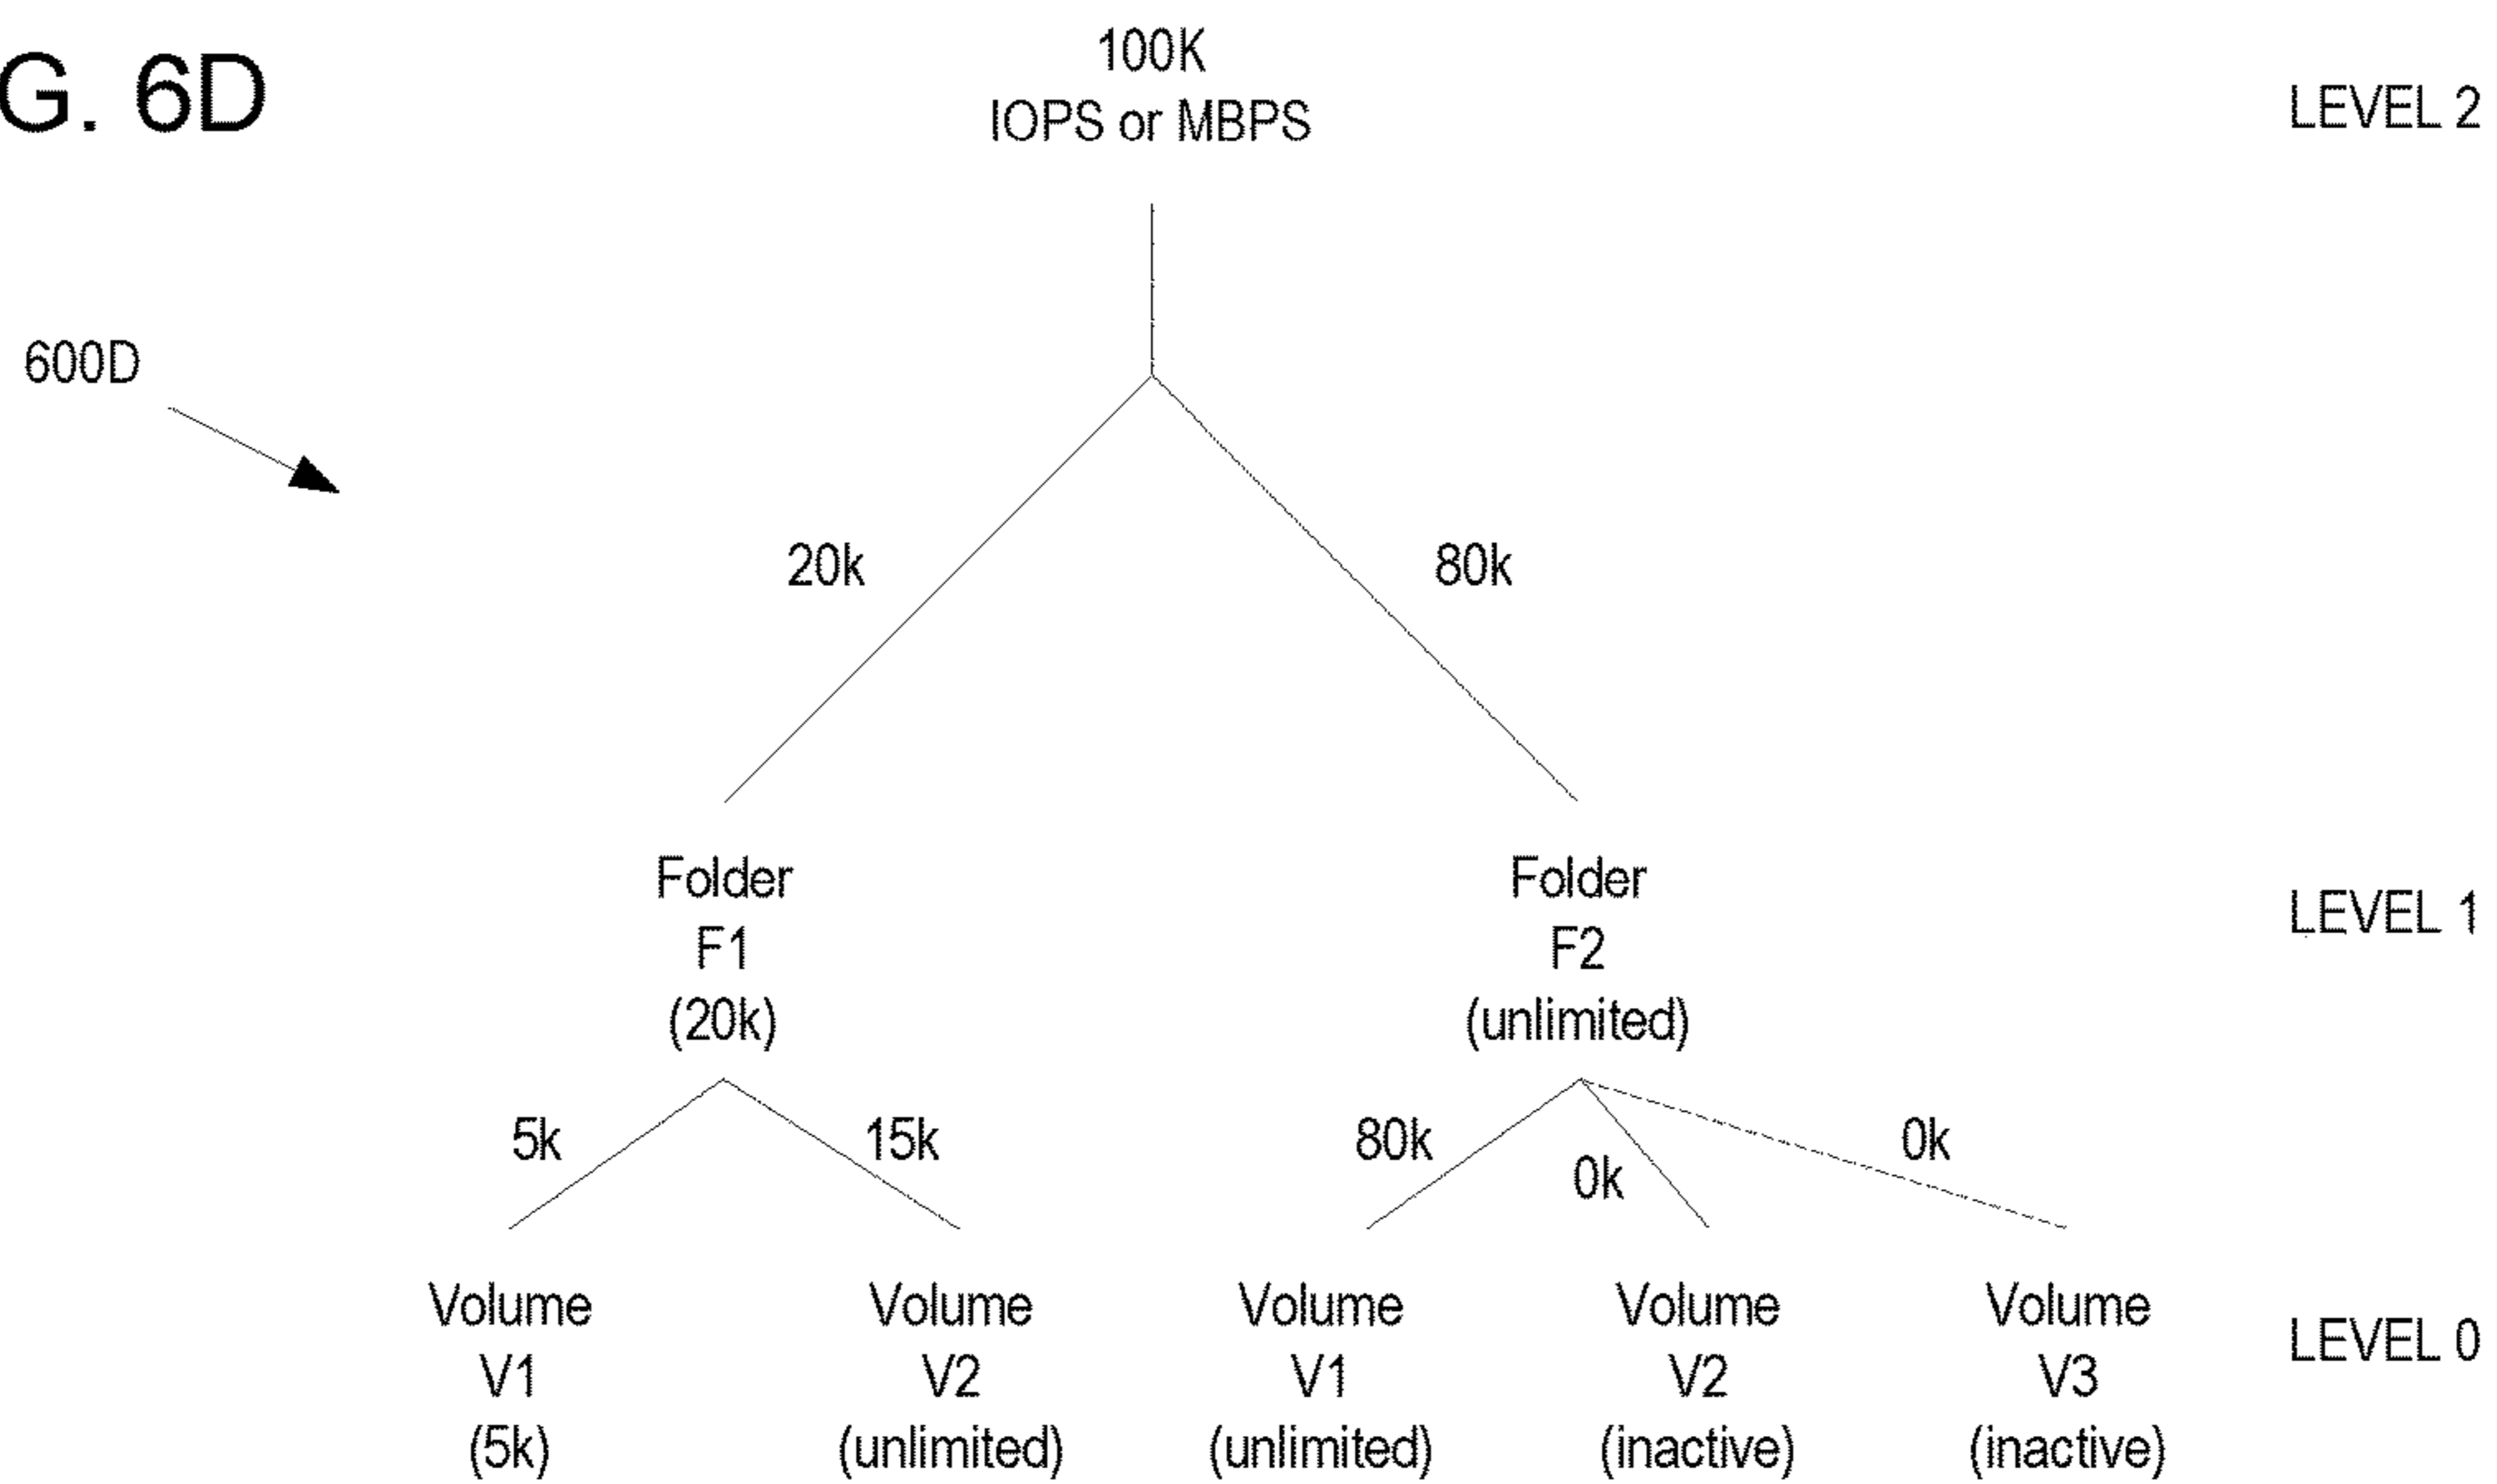 G. 6D
100K
IOPS or MBPS
LEVEL 2
600D
20k
80k
Folder
F1
(20k)
Folder
F2
(unlimited)
LEVEL 1
5k
15k
80k
0k
0k
Volume
V1
(5k)
Volume
V2
(unlimited)
Volume
V1
(unlimited)
Volume
V2
(inactive)
Volume
V3
(inactive)
LEVEL 0